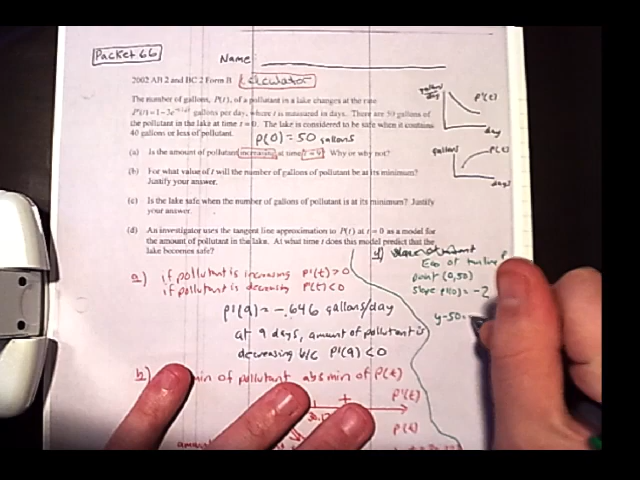 Packet 66
Name:
2002 AB 2 and BC 2 Form B Calculator
The number of gallons, P(t), of a pollutant in a lake changes at the rate
P'(t) = 1 - 3e gallons per day, where t is measured in days. There are 50 gallons
of the pollutant in the lake at time t = 0. The lake is considered to be safe when it contains
40 gallons or less of pollutant.
P(0) = 50 gallons
(a) Is the amount of pollutant increasing at time t = 9? Why or why not?
(b) For what value of t will the number of gallons of pollutant be at its minimum?
Justify your answer.
(c) Is the lake safe when the number of gallons of pollutant is at its minimum? Justify
your answer.
(d) An investigator uses the tangent line approximation to P(t) at t = 0 as a model for
the amount of pollutant in the lake. At what time t does this model predict that the
lake becomes safe?
gallons/day
P'(t)
day
gallons
P(t)
days
a) if pollutant is increasing P'(t) > 0
if pollutant is decreasing P'(t) < 0
P'(9) = -.646 gallons/day
at 9 days, amount of pollutant is
decreasing b/c P'(9) < 0
b) min of pollutant abs min of P(t)
+ P'(t)
P(t)
d)
Eqn of tan line
point (0,50)
slope P'(0) = -2
y-50=